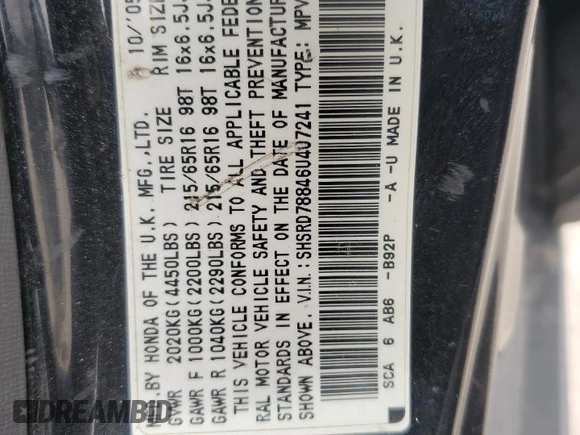 BY HONDA OF THE U.K. MFG.,LTD. 10/'05
GVWR 2020KG(4450LBS) TIRE SIZE RIM SIZE
GAWR F 1000KG(2200LBS) 215/65R16 98T 16x6.5J
GAWR R 1040KG(2290LBS) 215/65R16 98T 16x6.5J
THIS VEHICLE CONFORMS TO ALL APPLICABLE FEDE
RAL MOTOR VEHICLE SAFETY AND THEFT PREVENTION
STANDARDS IN EFFECT ON THE DATE OF MANUFACTUR
SHOWN ABOVE. V.I.N.:SHSRD78846U407241 TYPE: MPV
SCA 6 AB6 -B92P -A -U MADE IN U.K.
DREAMBID